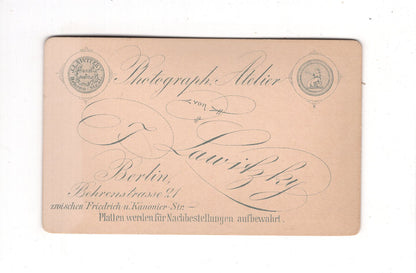 Photograph. Atelier
von
F. Lawitzky
Berlin,
Behrenstrasse 21
zwischen Friedrich u. Kanonier-Str.
Platten werden für Nachbestellungen aufbewahrt.